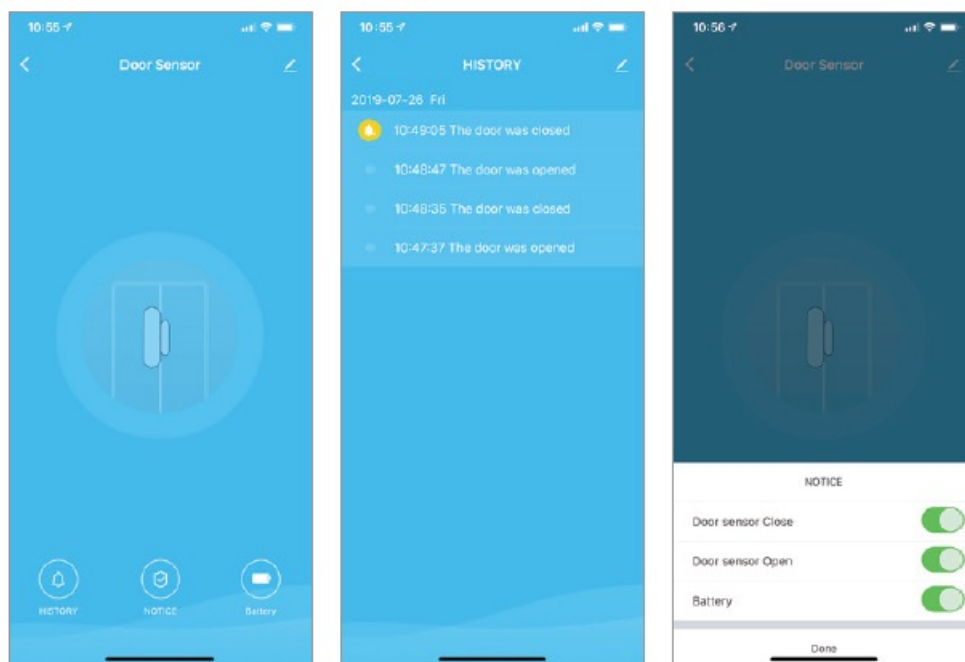 10:55
Door Sensor
HISTORY
NOTICE
Battery
10:55
HISTORY
2019-07-26 Fri
10:49:05 The door was closed
10:48:47 The door was opened
10:48:35 The door was closed
10:47:37 The door was opened
10:56
Door Sensor
NOTICE
Door sensor Close
Door sensor Open
Battery
Done